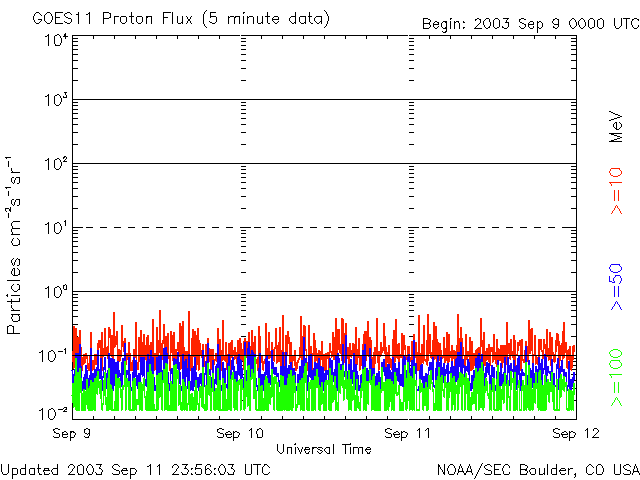 GOES11 Proton Flux (5 minute data)
Begin: 2003 Sep 9 0000 UTC
10⁴
10³
10²
10¹
10⁰
10⁻¹
10⁻²
Particles cm⁻²s⁻¹sr⁻¹
MeV
>=10
>=50
>=100
Sep 9
Sep 10
Sep 11
Sep 12
Universal Time
Updated 2003 Sep 11 23:56:03 UTC
NOAA/SEC Boulder, CO USA